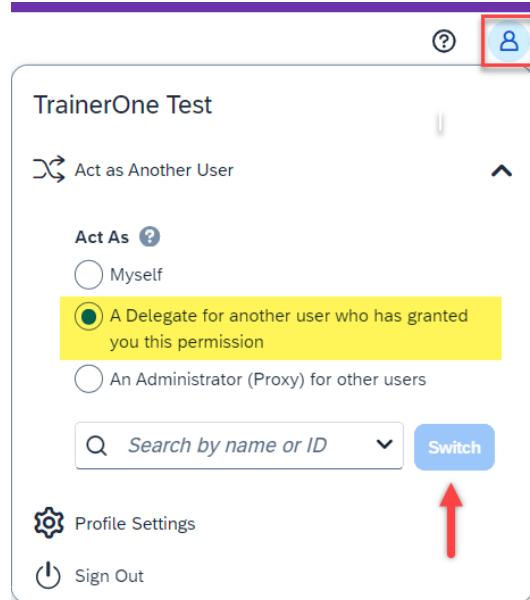 TrainerOne Test
Act as Another User
Act As ?
Myself
A Delegate for another user who has granted
you this permission
An Administrator (Proxy) for other users
Search by name or ID
Switch
Profile Settings
Sign Out